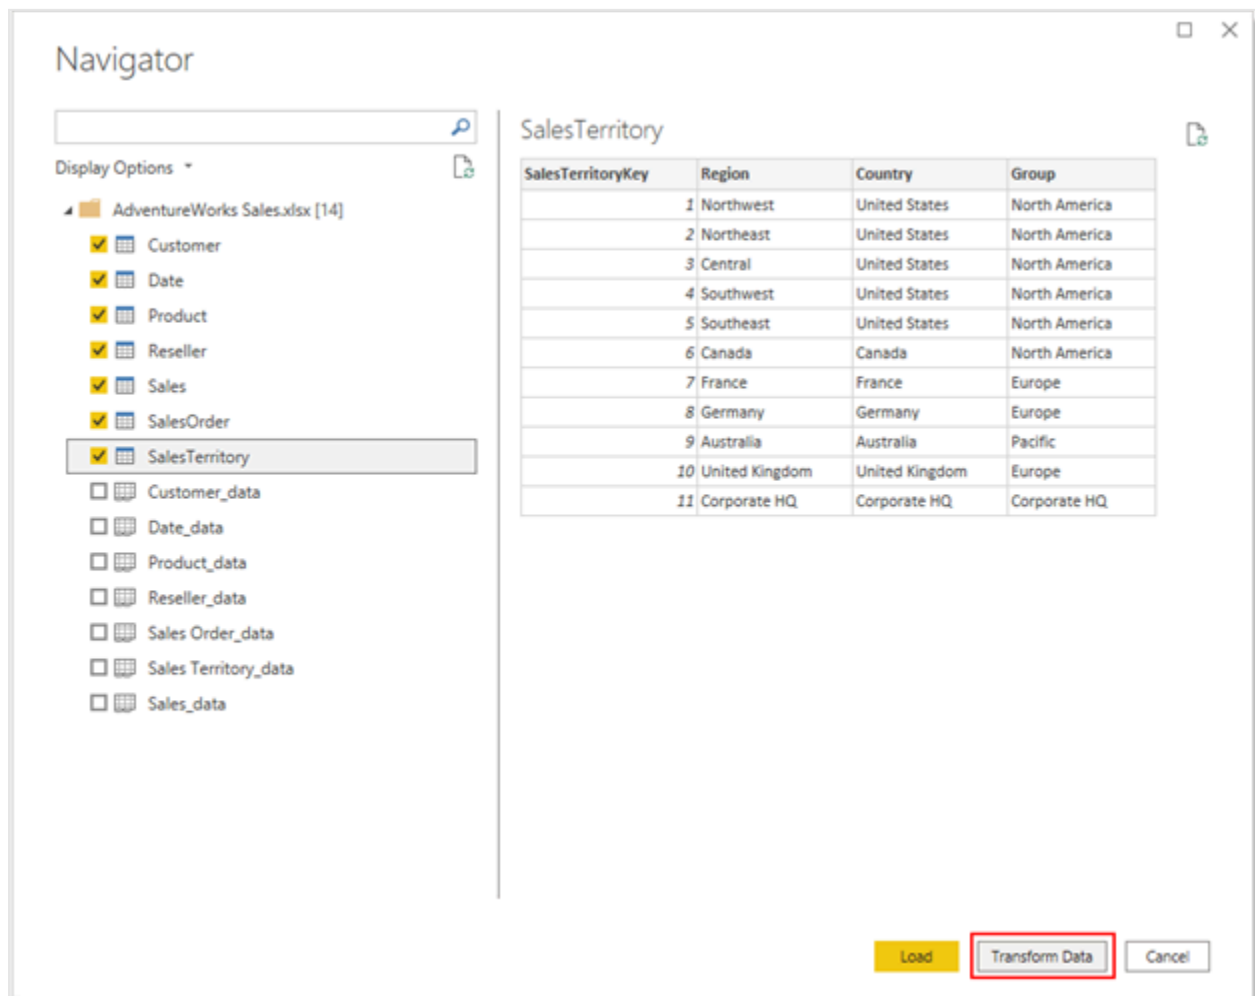 Navigator
Display Options
AdventureWorks Sales.xlsx [14]
Customer
Date
Product
Reseller
Sales
SalesOrder
SalesTerritory
Customer_data
Date_data
Product_data
Reseller_data
Sales Order_data
Sales Territory_data
Sales_data
SalesTerritory
SalesTerritoryKey Region Country Group
1 Northwest United States North America
2 Northeast United States North America
3 Central United States North America
4 Southwest United States North America
5 Southeast United States North America
6 Canada Canada North America
7 France France Europe
8 Germany Germany Europe
9 Australia Australia Pacific
10 United Kingdom United Kingdom Europe
11 Corporate HQ Corporate HQ Corporate HQ
Load Transform Data Cancel